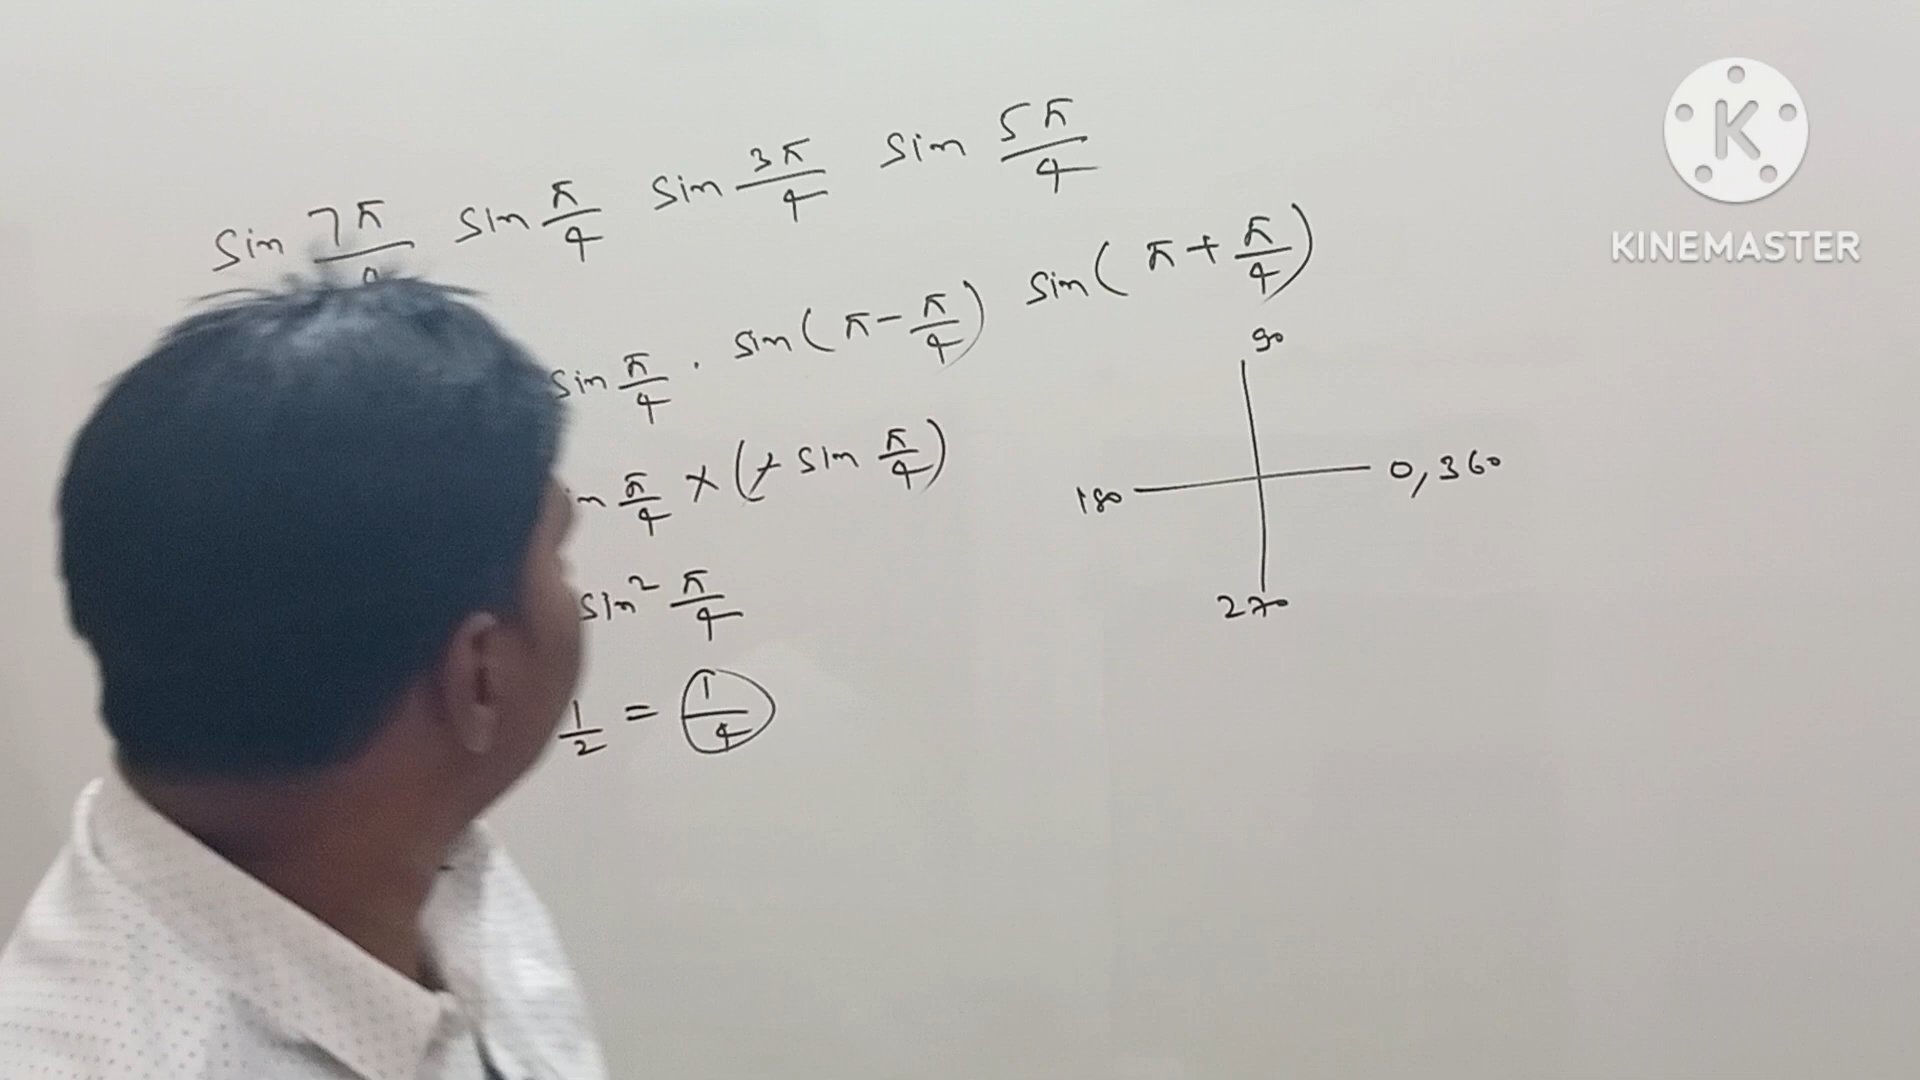 sin 7π/ sin π/4 sin 3π/4 sin 5π/4
sin π/4 . sin(π-π/4) sin(π+π/4)
π/4 × (+ sin π/4)
sin² π/4
1/2 = 1/4
90
180
0,360
270
K
KINEMASTER